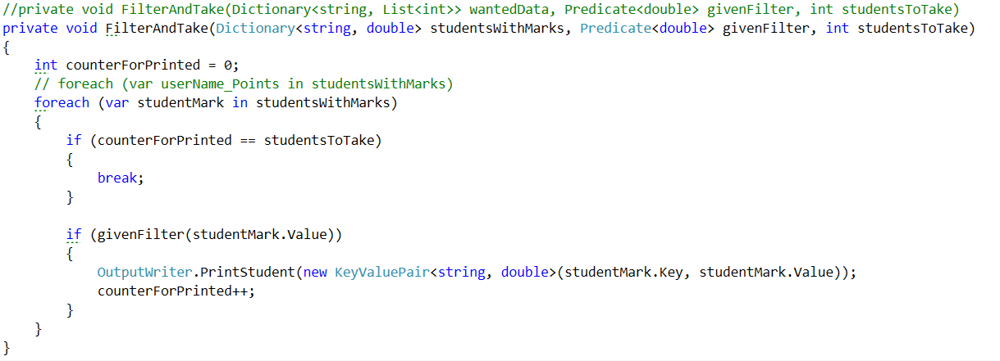 //private void FilterAndTake(Dictionary<string, List<int>> wantedData, Predicate<double> givenFilter, int studentsToTake)
private void FilterAndTake(Dictionary<string, double> studentsWithMarks, Predicate<double> givenFilter, int studentsToTake)
{
    int counterForPrinted = 0;
    // foreach (var userName_Points in studentsWithMarks)
    foreach (var studentMark in studentsWithMarks)
    {
        if (counterForPrinted == studentsToTake)
        {
            break;
        }

        if (givenFilter(studentMark.Value))
        {
            OutputWriter.PrintStudent(new KeyValuePair<string, double>(studentMark.Key, studentMark.Value));
            counterForPrinted++;
        }
    }
}